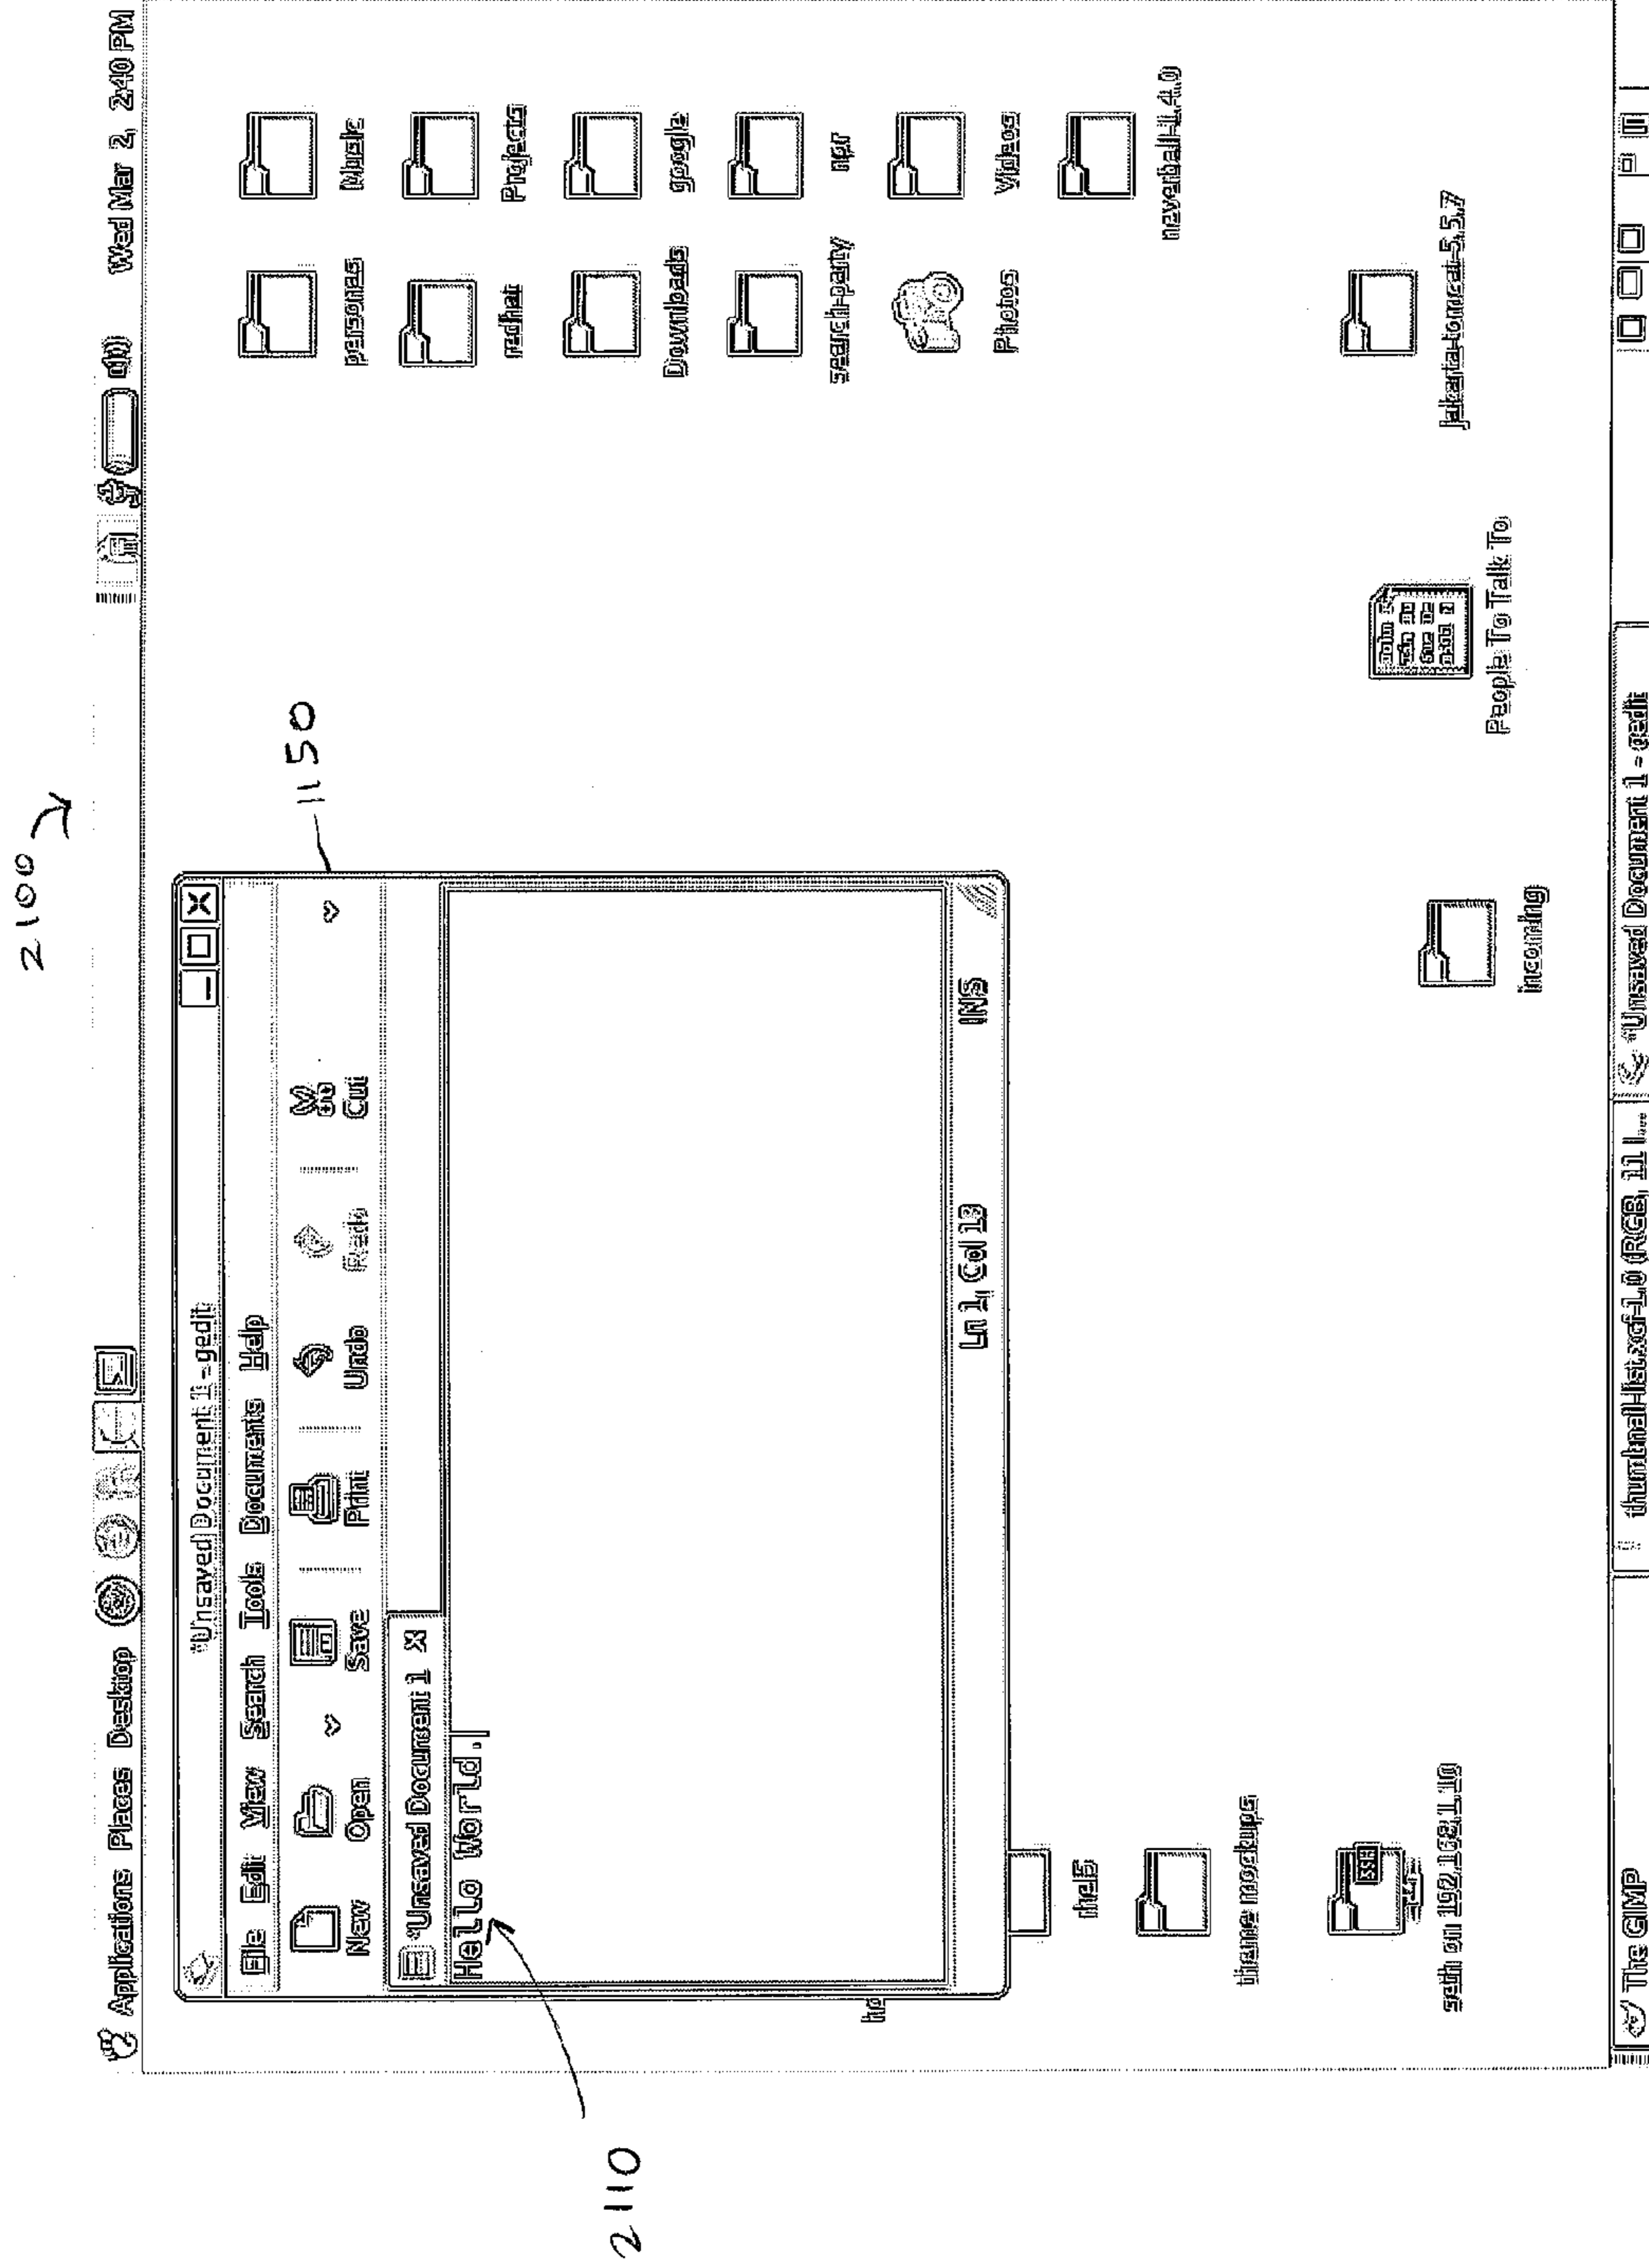 2100
Applications Places Desktop
Wed Mar 2, 2:40 PM
*Unsaved Document 1 - gedit
File Edit View Search Tools Documents Help
1150
New Open Save Print Undo Redo Cut
*Unsaved Document 1
Hello World.
2110
Ln 1, Col 13 INS
personas Music
redhat Projects
Downloads google
search-party npr
Photos Videos
neverball-1.4.0
ho
rhel5
theme mockups
seth on 192.168.1.10
SSH
jakarta-tomcat-5.5.7
People To Talk To
incoming
The GIMP
thumbnail-list.xcf-1.0 (RGB, 11 l...
*Unsaved Document 1 - gedit